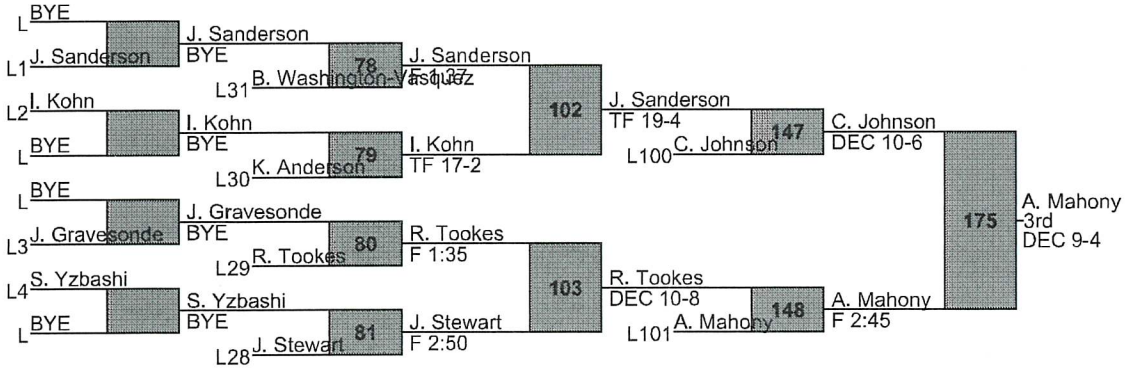 L BYE
L1 J. Sanderson
J. Sanderson
BYE
78
L31 B. Washington-Vasquez
J. Sanderson
F 1:37
L2 I. Kohn
L BYE
I. Kohn
BYE
79
L30 K. Anderson
I. Kohn
TF 17-2
102
J. Sanderson
TF 19-4
147
L100 C. Johnson
C. Johnson
DEC 10-6
L BYE
L3 J. Gravesonde
J. Gravesonde
BYE
80
L29 R. Tookes
R. Tookes
F 1:35
L4 S. Yzbashi
L BYE
S. Yzbashi
BYE
81
L28 J. Stewart
J. Stewart
F 2:50
103
R. Tookes
DEC 10-8
148
L101 A. Mahony
A. Mahony
F 2:45
175
A. Mahony
3rd
DEC 9-4